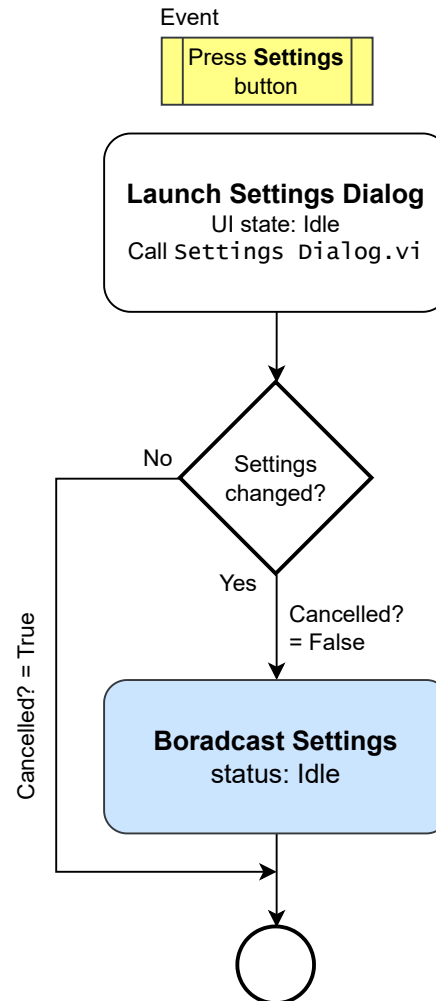 Event
Press Settings
button
Launch Settings Dialog
UI state: Idle
Call Settings Dialog.vi
No
Settings
changed?
Yes
Cancelled?
= False
Cancelled? = True
Boradcast Settings
status: Idle